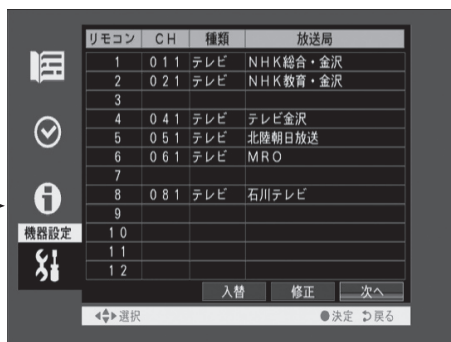 リモコン CH 種類 放送局
1 011 テレビ NHK総合・金沢
2 021 テレビ NHK教育・金沢
3
4 041 テレビ テレビ金沢
5 051 テレビ 北陸朝日放送
6 061 テレビ MRO
7
8 081 テレビ 石川テレビ
9
10
11
12
機器設定
入替 修正 次へ
選択 決定 戻る